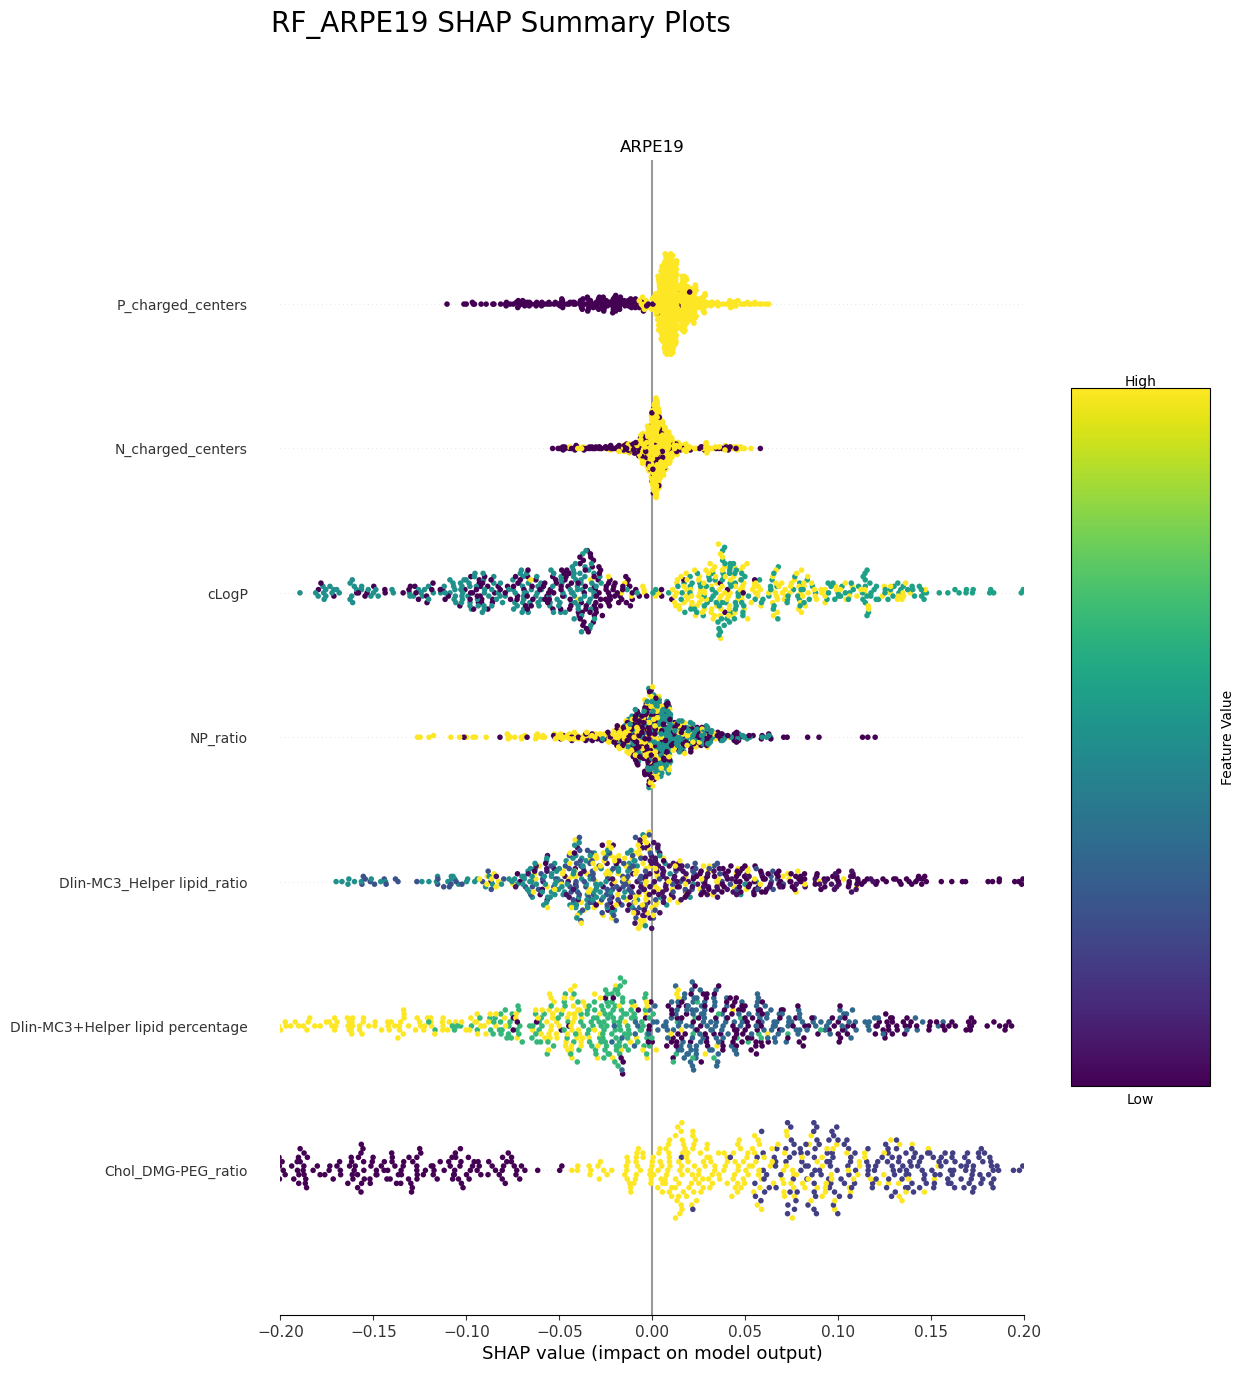 RF_ARPE19 SHAP Summary Plots
ARPE19
P_charged_centers
N_charged_centers
cLogP
NP_ratio
Dlin-MC3_Helper lipid_ratio
Dlin-MC3+Helper lipid percentage
Chol_DMG-PEG_ratio
High
Feature Value
Low
−0.20 −0.15 −0.10 −0.05 0.00 0.05 0.10 0.15 0.20
SHAP value (impact on model output)